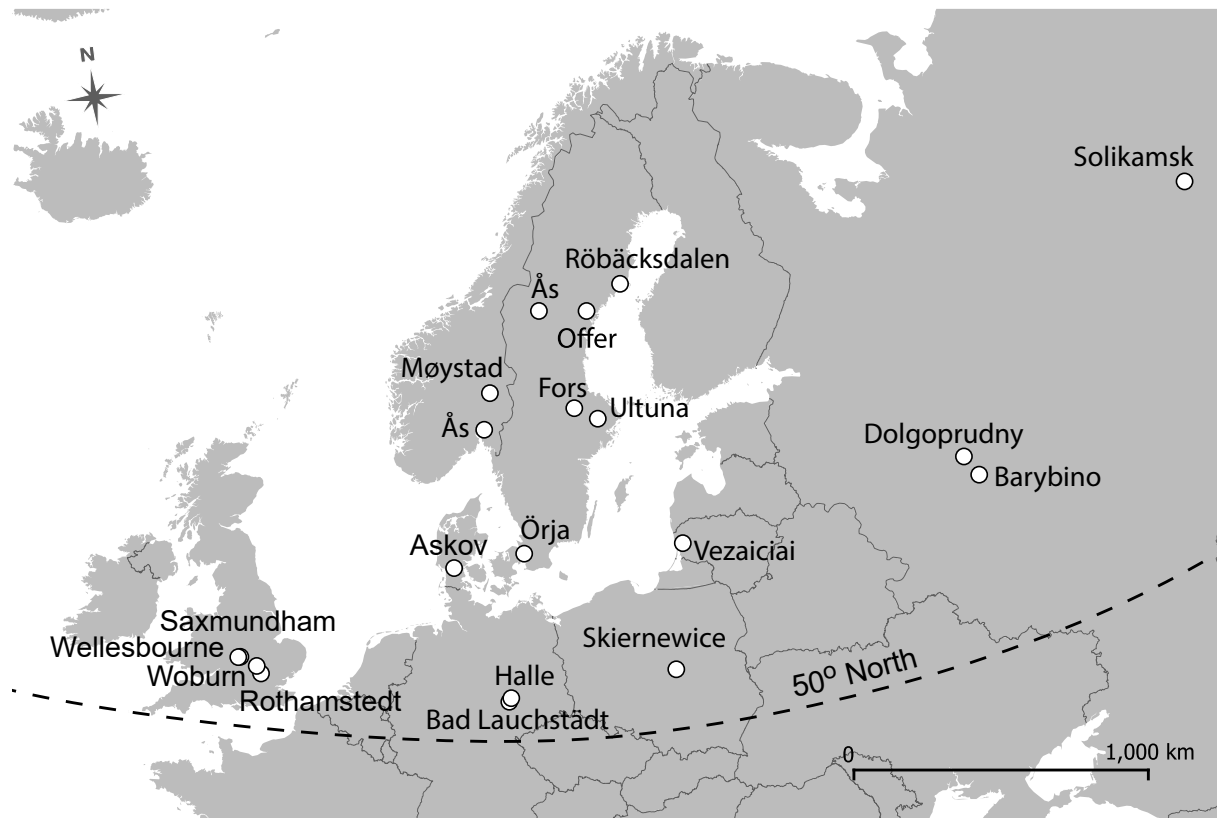 N
Solikamsk
Röbäcksdalen
Ås
Offer
Møystad
Fors
Ultuna
Ås
Dolgoprudny
Barybino
Örja
Askov
Vezaiciai
Saxmundham
Wellesbourne
Woburn
Rothamstedt
Skiernewice
Halle
Bad Lauchstädt
50º North
0
1,000 km